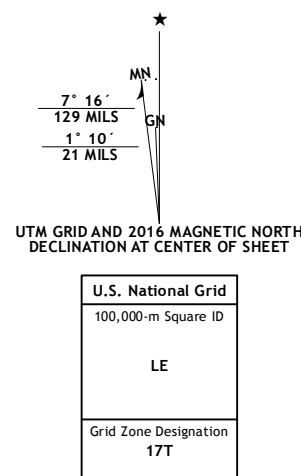 ★
MN
7° 16´
129 MILS
GN
1° 10´
21 MILS
UTM GRID AND 2016 MAGNETIC NORTH
DECLINATION AT CENTER OF SHEET
U.S. National Grid
100,000-m Square ID
LE
Grid Zone Designation
17T